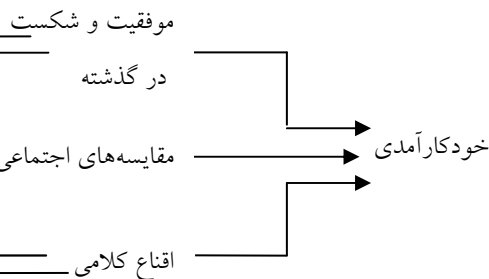 موفقیت و شکست
در گذشته
مقایسه‌های اجتماعی
خودکارآمدی
اقناع کلامی